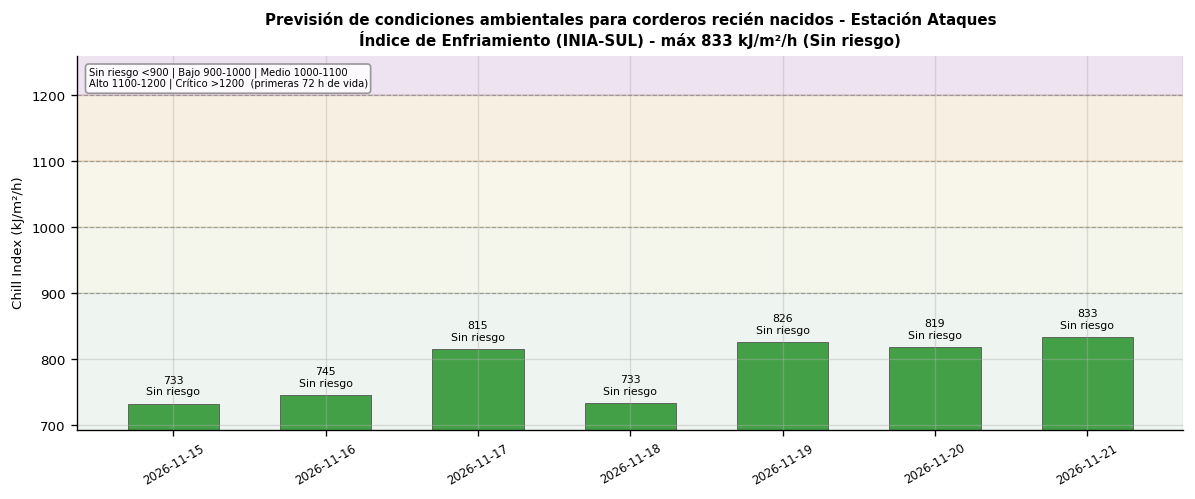 Previsión de condiciones ambientales para corderos recién nacidos - Estación Ataques
Índice de Enfriamiento (INIA-SUL) - máx 833 kJ/m²/h (Sin riesgo)
Sin riesgo <900 | Bajo 900-1000 | Medio 1000-1100
Alto 1100-1200 | Crítico >1200  (primeras 72 h de vida)
Chill Index (kJ/m²/h)
1200
1100
1000
900
800
700
733
Sin riesgo
745
Sin riesgo
815
Sin riesgo
733
Sin riesgo
826
Sin riesgo
819
Sin riesgo
833
Sin riesgo
2026-11-15
2026-11-16
2026-11-17
2026-11-18
2026-11-19
2026-11-20
2026-11-21